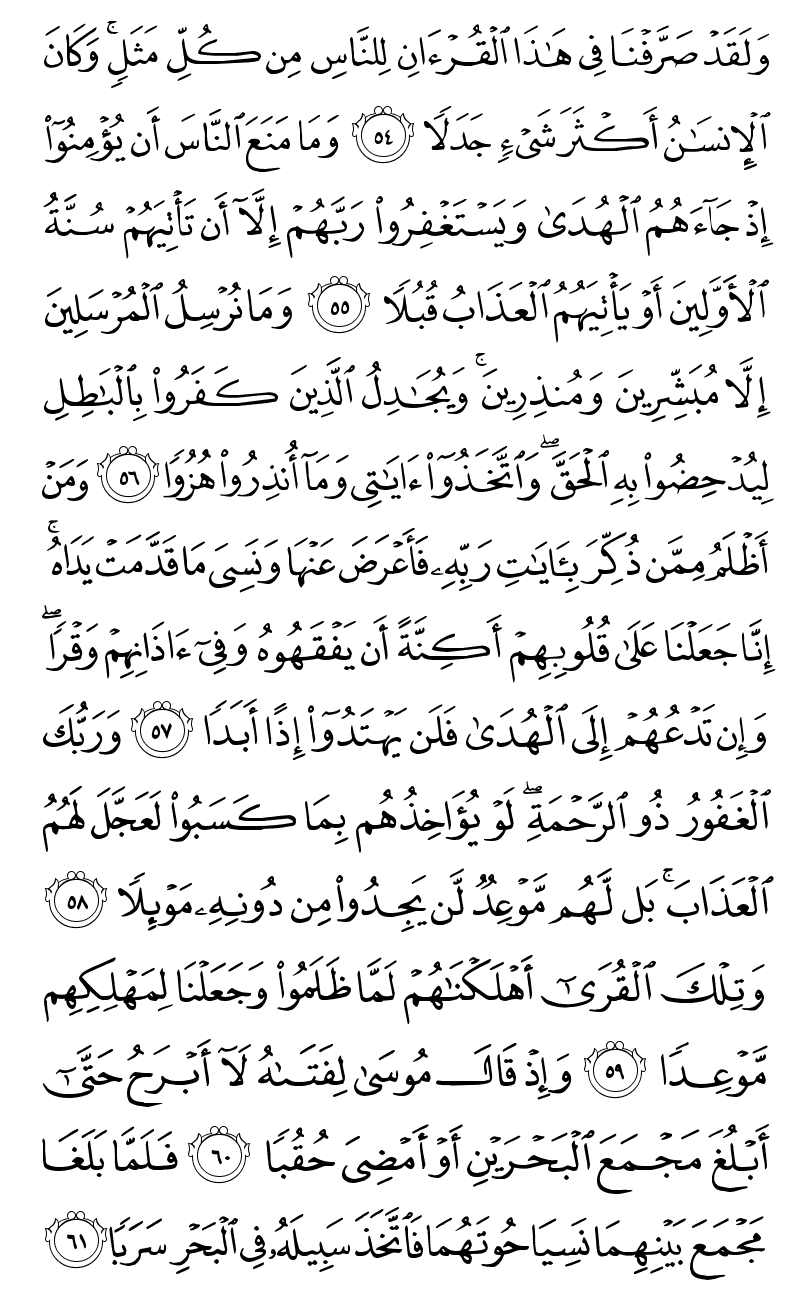 وَلَقَدۡ صَرَّفۡنَا فِي هَٰذَا ٱلۡقُرۡءَانِ لِلنَّاسِ مِن كُلِّ مَثَلٖۚ وَكَانَ
ٱلۡإِنسَٰنُ أَكۡثَرَ شَيۡءٖ جَدَلٗا ٥٤ وَمَا مَنَعَ ٱلنَّاسَ أَن يُؤۡمِنُوٓاْ
إِذۡ جَآءَهُمُ ٱلۡهُدَىٰ وَيَسۡتَغۡفِرُواْ رَبَّهُمۡ إِلَّآ أَن تَأۡتِيَهُمۡ سُنَّةُ
ٱلۡأَوَّلِينَ أَوۡ يَأۡتِيَهُمُ ٱلۡعَذَابُ قُبُلٗا ٥٥ وَمَا نُرۡسِلُ ٱلۡمُرۡسَلِينَ
إِلَّا مُبَشِّرِينَ وَمُنذِرِينَۚ وَيُجَٰدِلُ ٱلَّذِينَ كَفَرُواْ بِٱلۡبَٰطِلِ
لِيُدۡحِضُواْ بِهِ ٱلۡحَقَّۖ وَٱتَّخَذُوٓاْ ءَايَٰتِي وَمَآ أُنذِرُواْ هُزُوٗا ٥٦ وَمَنۡ
أَظۡلَمُ مِمَّن ذُكِّرَ بِـَٔايَٰتِ رَبِّهِۦ فَأَعۡرَضَ عَنۡهَا وَنَسِيَ مَا قَدَّمَتۡ يَدَاهُۚ
إِنَّا جَعَلۡنَا عَلَىٰ قُلُوبِهِمۡ أَكِنَّةً أَن يَفۡقَهُوهُ وَفِيٓ ءَاذَانِهِمۡ وَقۡرٗاۖ
وَإِن تَدۡعُهُمۡ إِلَى ٱلۡهُدَىٰ فَلَن يَهۡتَدُوٓاْ إِذًا أَبَدٗا ٥٧ وَرَبُّكَ
ٱلۡغَفُورُ ذُو ٱلرَّحۡمَةِۖ لَوۡ يُؤَاخِذُهُم بِمَا كَسَبُواْ لَعَجَّلَ لَهُمُ
ٱلۡعَذَابَۚ بَل لَّهُم مَّوۡعِدٞ لَّن يَجِدُواْ مِن دُونِهِۦ مَوۡئِلٗا ٥٨
وَتِلۡكَ ٱلۡقُرَىٰٓ أَهۡلَكۡنَٰهُمۡ لَمَّا ظَلَمُواْ وَجَعَلۡنَا لِمَهۡلِكِهِم
مَّوۡعِدٗا ٥٩ وَإِذۡ قَالَ مُوسَىٰ لِفَتَىٰهُ لَآ أَبۡرَحُ حَتَّىٰٓ
أَبۡلُغَ مَجۡمَعَ ٱلۡبَحۡرَيۡنِ أَوۡ أَمۡضِيَ حُقُبٗا ٦٠ فَلَمَّا بَلَغَا
مَجۡمَعَ بَيۡنِهِمَا نَسِيَا حُوتَهُمَا فَٱتَّخَذَ سَبِيلَهُۥ فِي ٱلۡبَحۡرِ سَرَبٗا ٦١